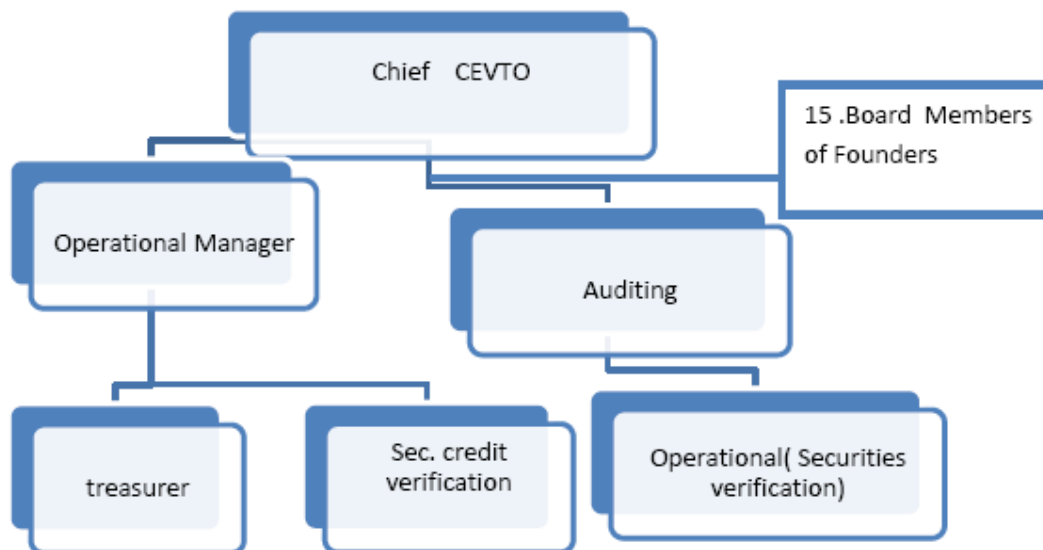 Chief CEVTO
15 .Board Members
of Founders
Operational Manager
Auditing
treasurer
Sec. credit
verification
Operational( Securities
verification)